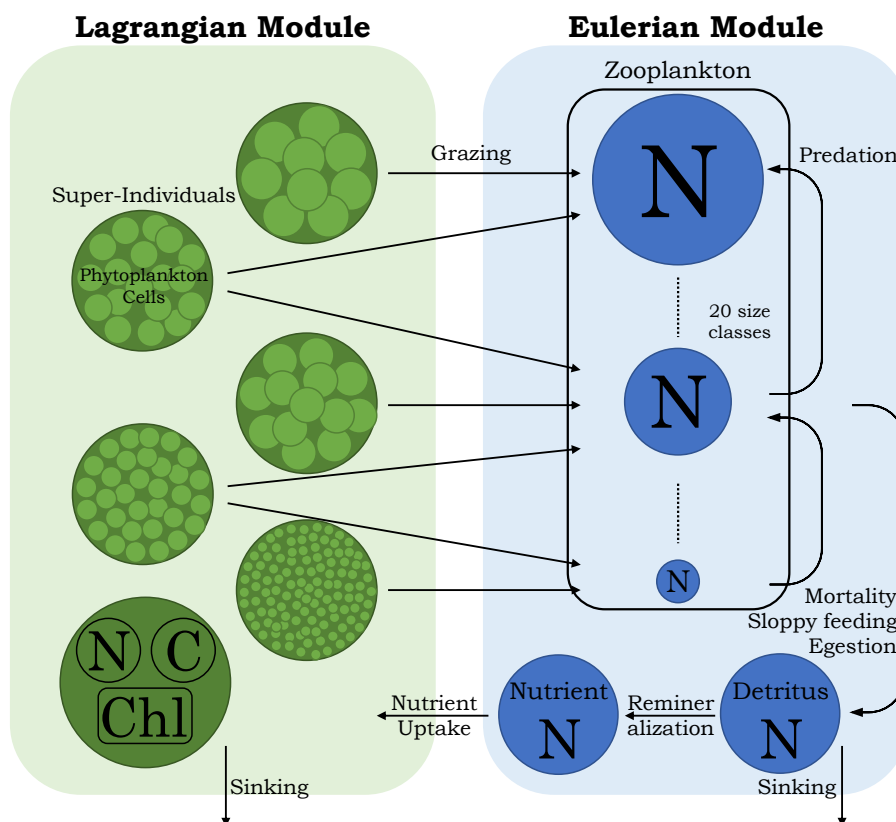 Lagrangian Module
Eulerian Module
Zooplankton
Grazing
Predation
N
Super-Individuals
Phytoplankton
Cells
20 size
classes
N
N
Mortality
Sloppy feeding
Egestion
N
C
Chl
Nutrient
Uptake
Nutrient
N
Reminer
alization
Detritus
N
Sinking
Sinking